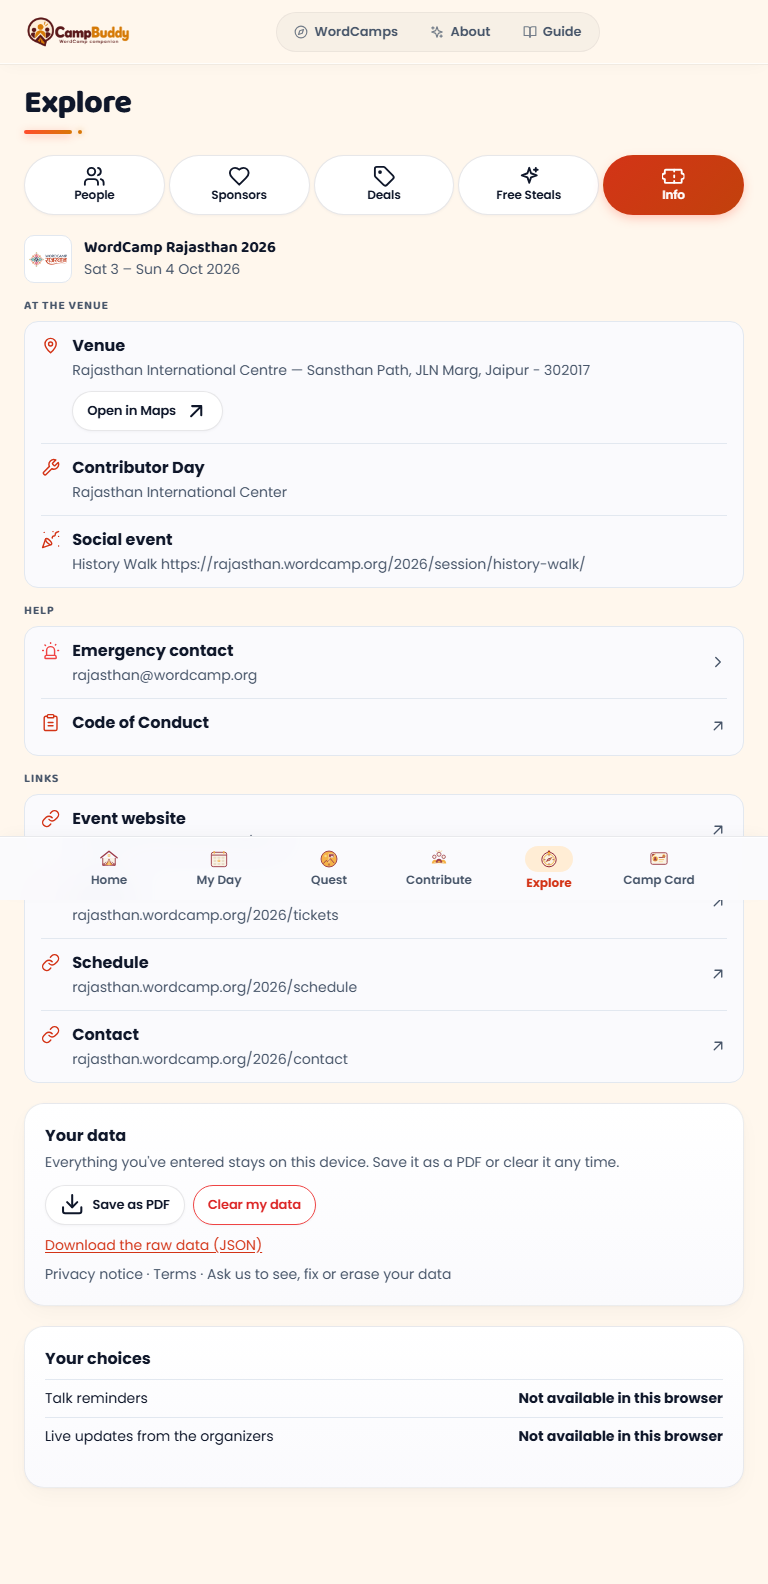 CampBuddy
WordCamp companion
WordCamps
About
Guide
Explore
People
Sponsors
Deals
Free Steals
Info
WordCamp Rajasthan 2026
Sat 3 – Sun 4 Oct 2026
AT THE VENUE
Venue
Rajasthan International Centre — Sansthan Path, JLN Marg, Jaipur - 302017
Open in Maps
Contributor Day
Rajasthan International Center
Social event
History Walk https://rajasthan.wordcamp.org/2026/session/history-walk/
HELP
Emergency contact
rajasthan@wordcamp.org
Code of Conduct
LINKS
Event website
Home
My Day
Quest
Contribute
Explore
Camp Card
rajasthan.wordcamp.org/2026/tickets
Schedule
rajasthan.wordcamp.org/2026/schedule
Contact
rajasthan.wordcamp.org/2026/contact
Your data
Everything you've entered stays on this device. Save it as a PDF or clear it any time.
Save as PDF
Clear my data
Download the raw data (JSON)
Privacy notice · Terms · Ask us to see, fix or erase your data
Your choices
Talk reminders
Not available in this browser
Live updates from the organizers
Not available in this browser